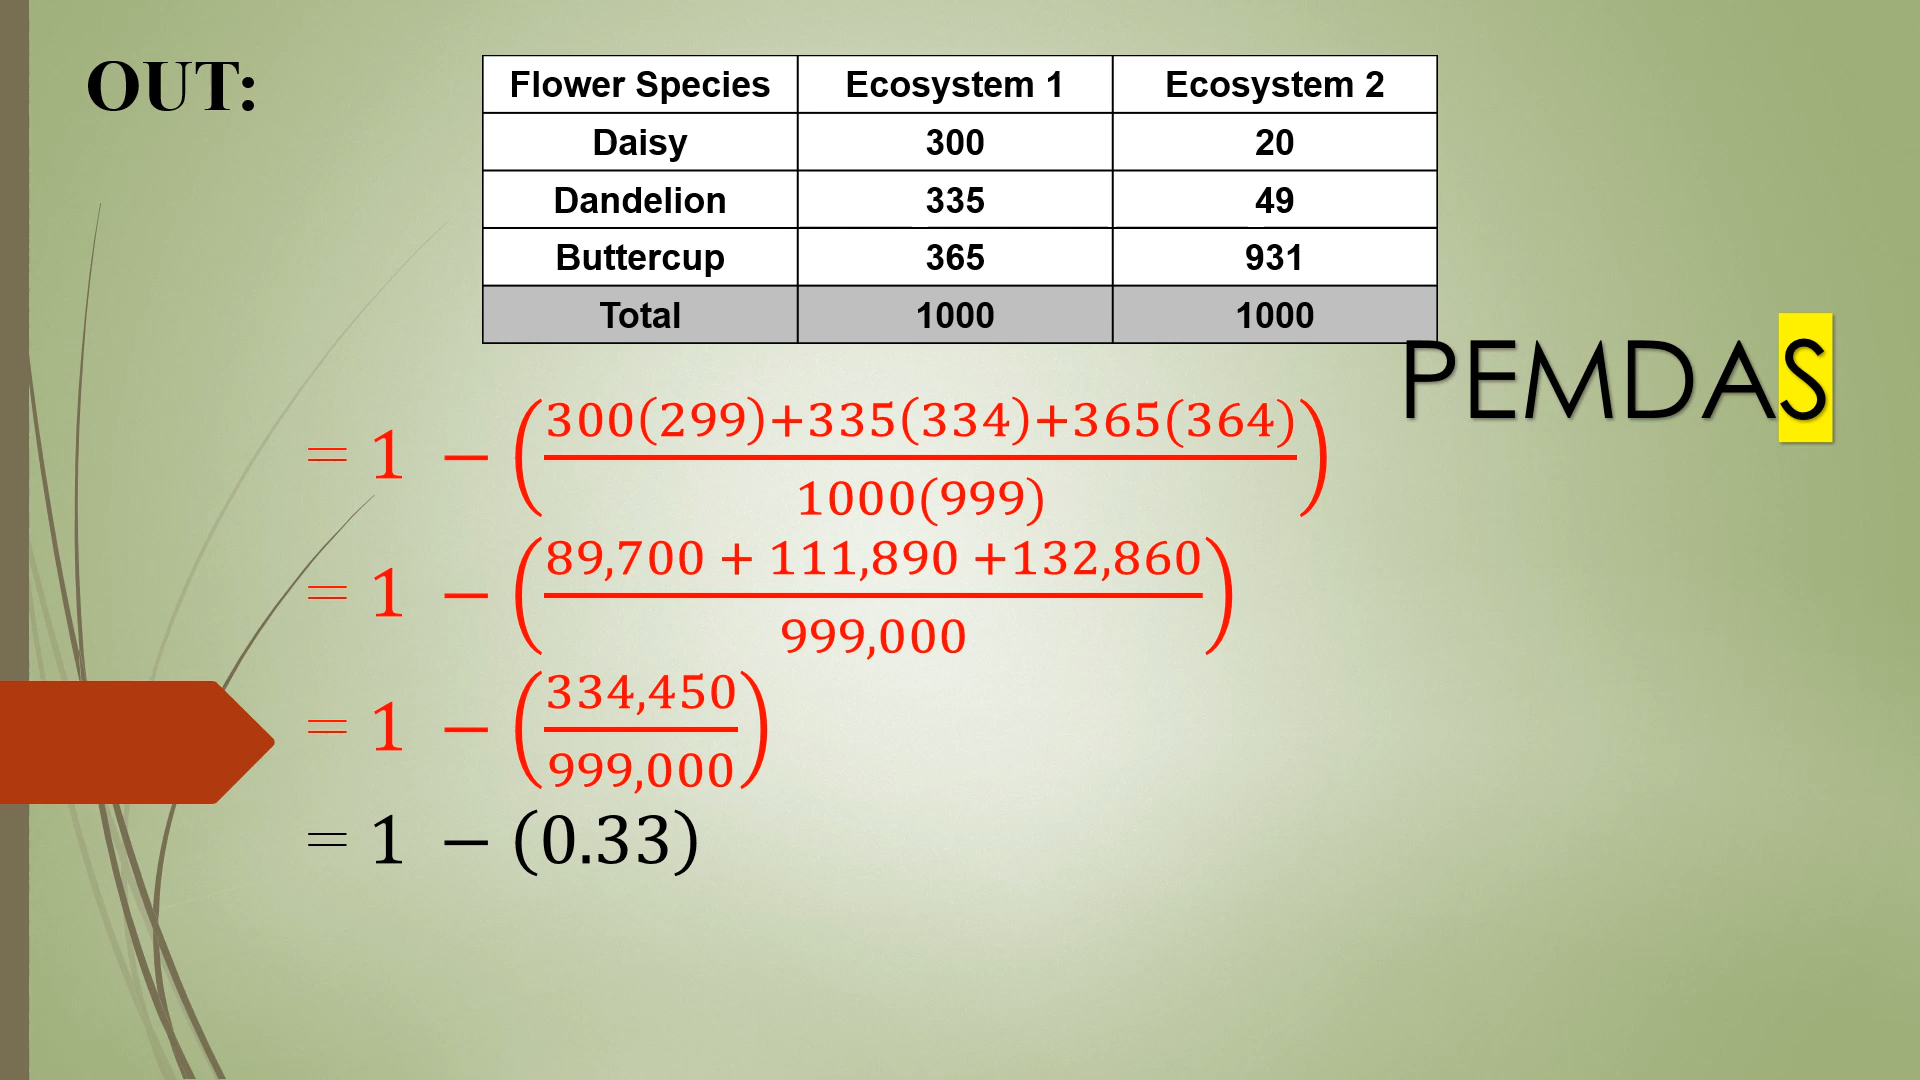 OUT:
Flower Species Ecosystem 1 Ecosystem 2
Daisy 300 20
Dandelion 335 49
Buttercup 365 931
Total 1000 1000
PEMDAS
= 1 − (300(299)+335(334)+365(364) / 1000(999))
= 1 − (89,700 + 111,890 +132,860 / 999,000)
= 1 − (334,450 / 999,000)
= 1 − (0.33)